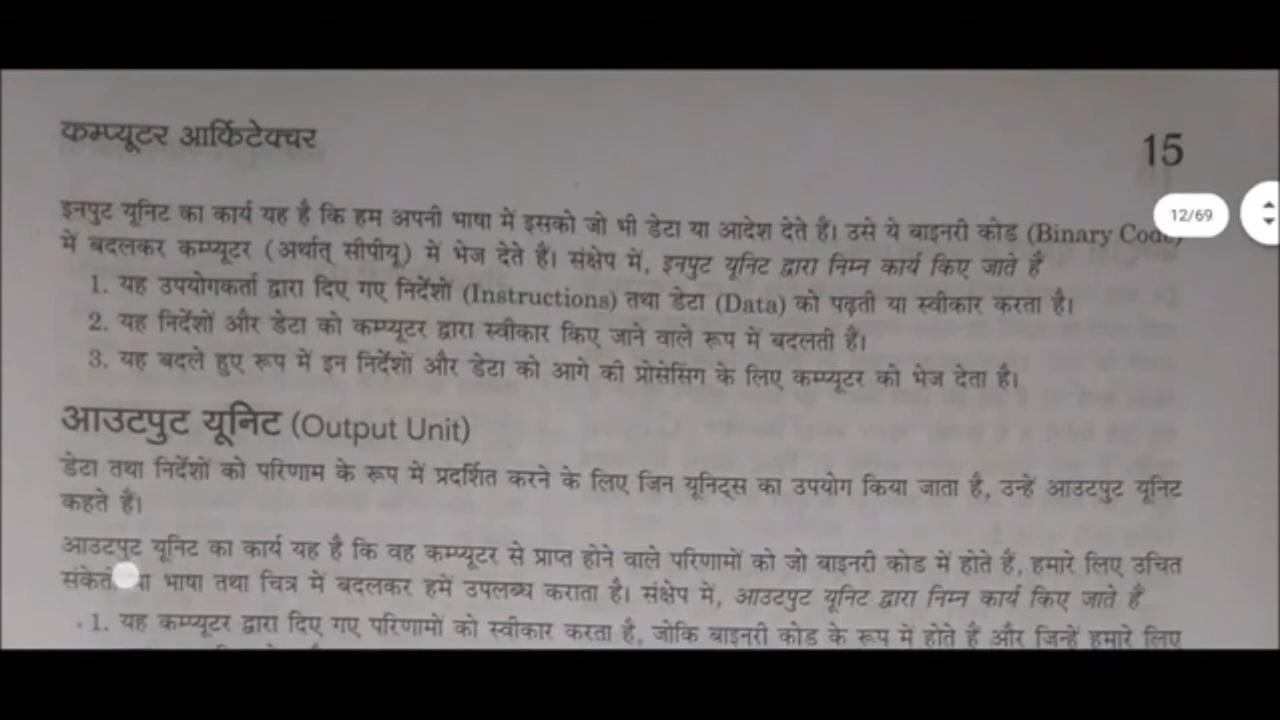 कम्प्यूटर आर्किटेक्चर
15
12/69
इनपुट यूनिट का कार्य यह है कि हम अपनी भाषा में इसको जो भी डेटा या आदेश देते हैं। उसे ये बाइनरी कोड (Binary Code)
में बदलकर कम्प्यूटर (अर्थात् सीपीयू) में भेज देते हैं। संक्षेप में, इनपुट यूनिट द्वारा निम्न कार्य किए जाते हैं
1. यह उपयोगकर्ता द्वारा दिए गए निर्देशों (Instructions) तथा डेटा (Data) को पढ़ती या स्वीकार करता है।
2. यह निर्देशों और डेटा को कम्प्यूटर द्वारा स्वीकार किए जाने वाले रूप में बदलती है।
3. यह बदले हुए रूप में इन निर्देशों और डेटा को आगे की प्रोसेसिंग के लिए कम्प्यूटर को भेज देता है।
आउटपुट यूनिट (Output Unit)
डेटा तथा निर्देशों को परिणाम के रूप में प्रदर्शित करने के लिए जिन यूनिट्स का उपयोग किया जाता है, उन्हें आउटपुट यूनिट
कहते हैं।
आउटपुट यूनिट का कार्य यह है कि वह कम्प्यूटर से प्राप्त होने वाले परिणामों को जो बाइनरी कोड में होते हैं, हमारे लिए उचित
भाषा तथा चित्र में बदलकर हमें उपलब्ध कराता है। संक्षेप में, आउटपुट यूनिट द्वारा निम्न कार्य किए जाते हैं
1. यह कम्प्यूटर द्वारा दिए गए परिणामों को स्वीकार करता है, जोकि बाइनरी कोड के रूप में होते हैं और जिन्हें हमारे लिए